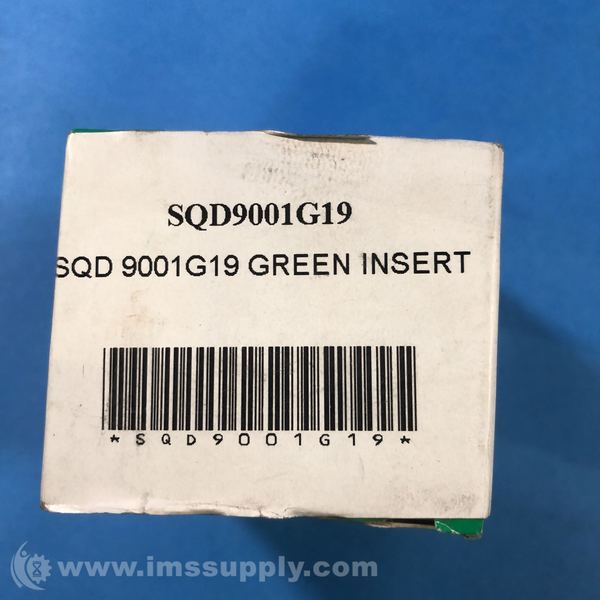 SQD9001G19
SQD 9001G19 GREEN INSERT
*SQD9001G19*
www.imssupply.com